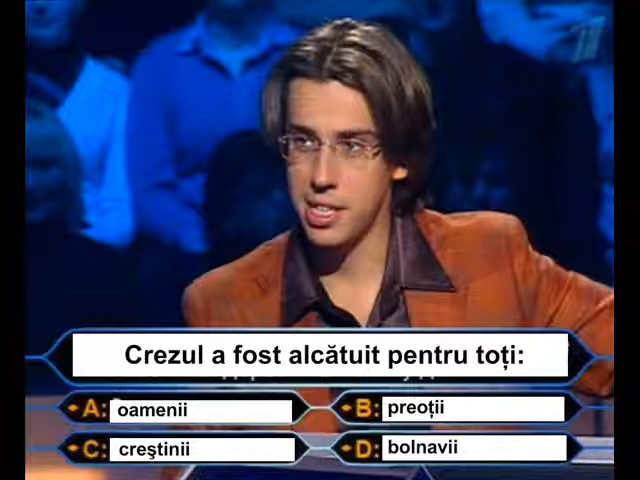 Crezul a fost alcătuit pentru toți:
A: oamenii
B: preoții
C: creştinii
D: bolnavii